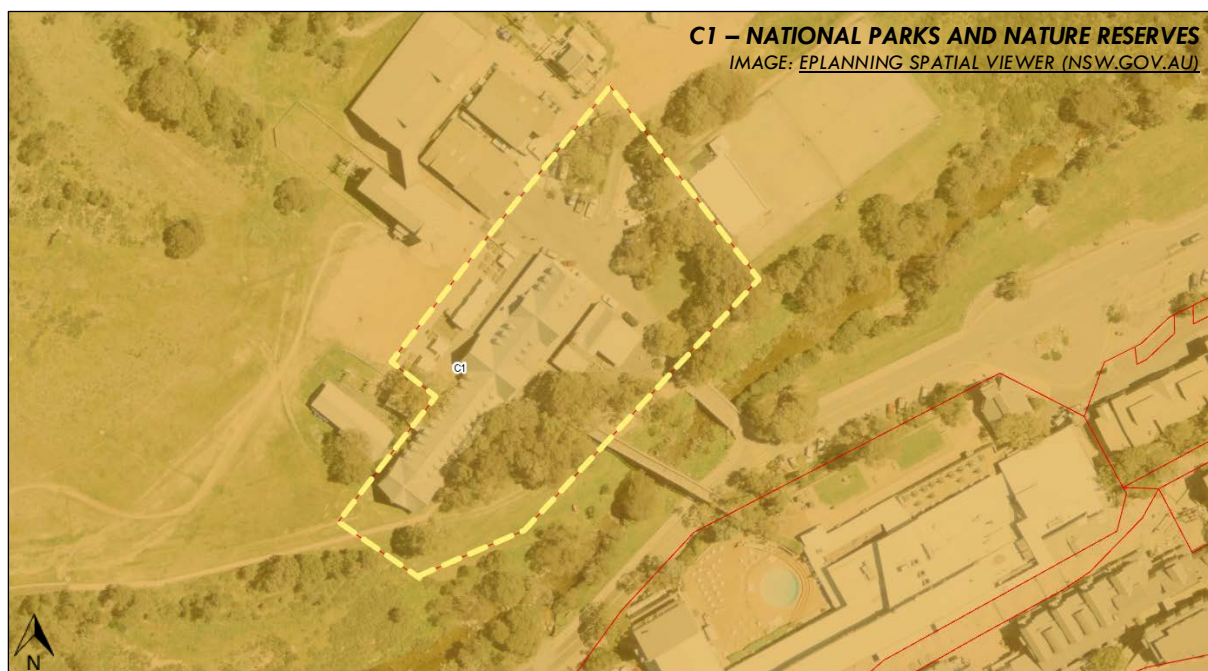 C1 – NATIONAL PARKS AND NATURE RESERVES
IMAGE: EPLANNING SPATIAL VIEWER (NSW.GOV.AU)
C1
N